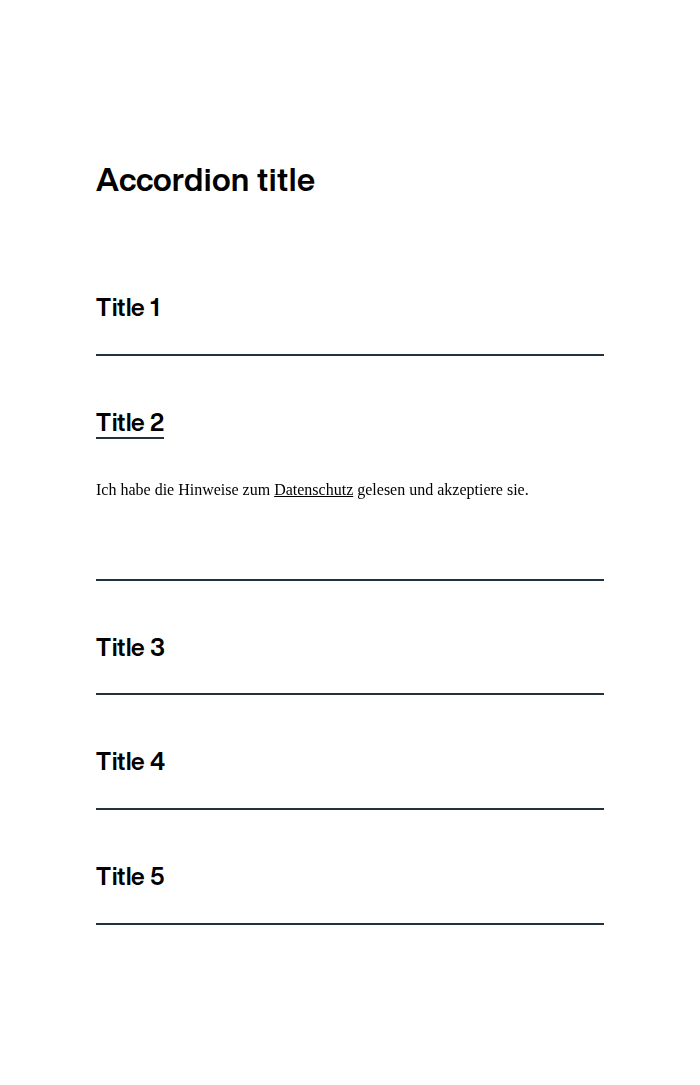 Accordion title
Title 1
Title 2
Ich habe die Hinweise zum Datenschutz gelesen und akzeptiere sie.
Title 3
Title 4
Title 5